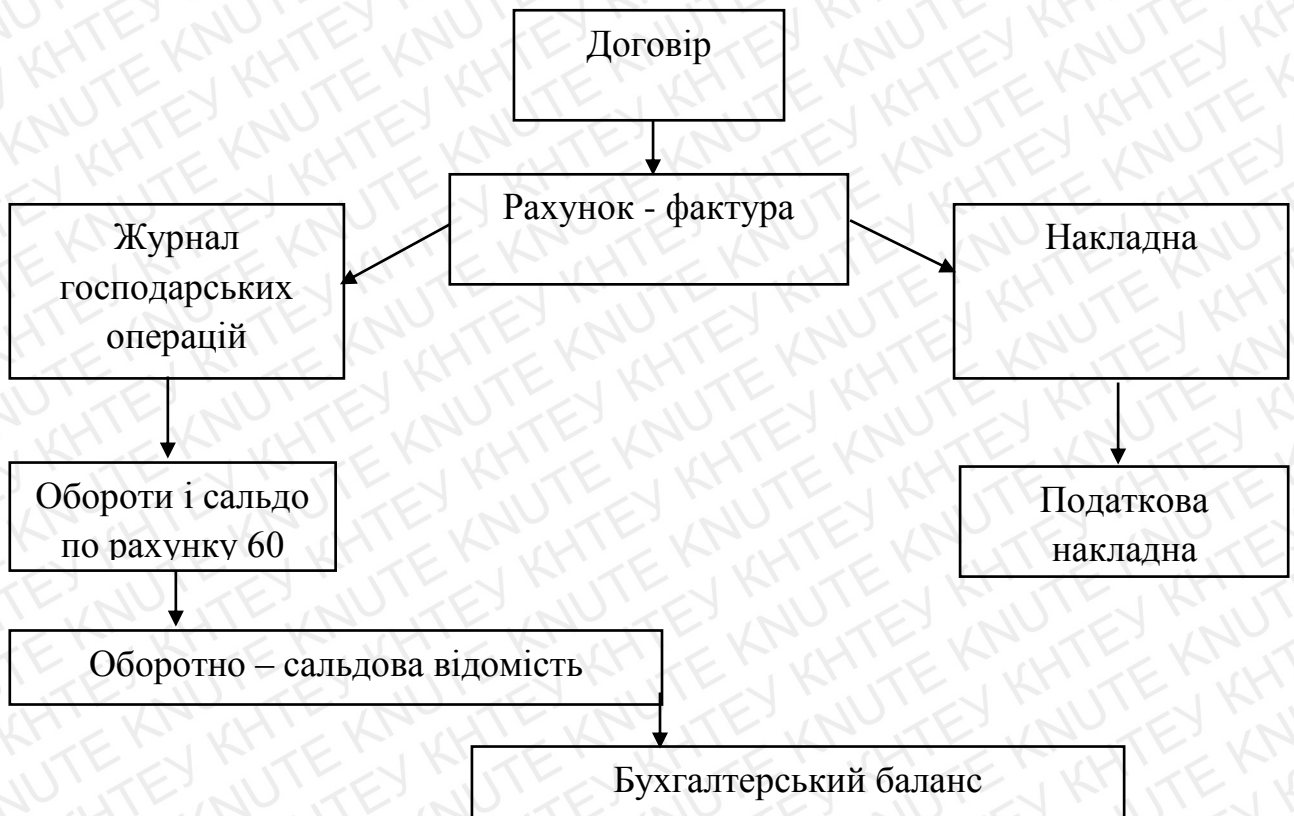 Договір
Рахунок - фактура
Журнал
господарських
операцій
Накладна
Обороти і сальдо
по рахунку 60
Податкова
накладна
Оборотно – сальдова відомість
Бухгалтерський баланс